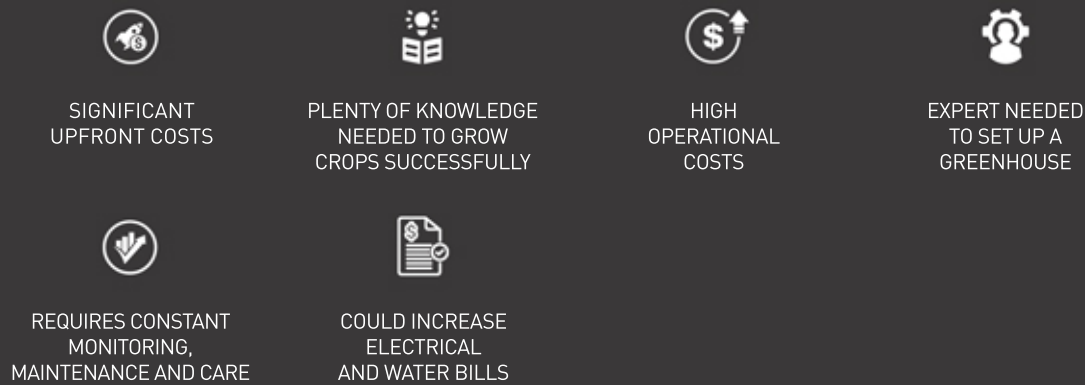 SIGNIFICANT
UPFRONT COSTS
PLENTY OF KNOWLEDGE
NEEDED TO GROW
CROPS SUCCESSFULLY
HIGH
OPERATIONAL
COSTS
EXPERT NEEDED
TO SET UP A
GREENHOUSE
REQUIRES CONSTANT
MONITORING,
MAINTENANCE AND CARE
COULD INCREASE
ELECTRICAL
AND WATER BILLS